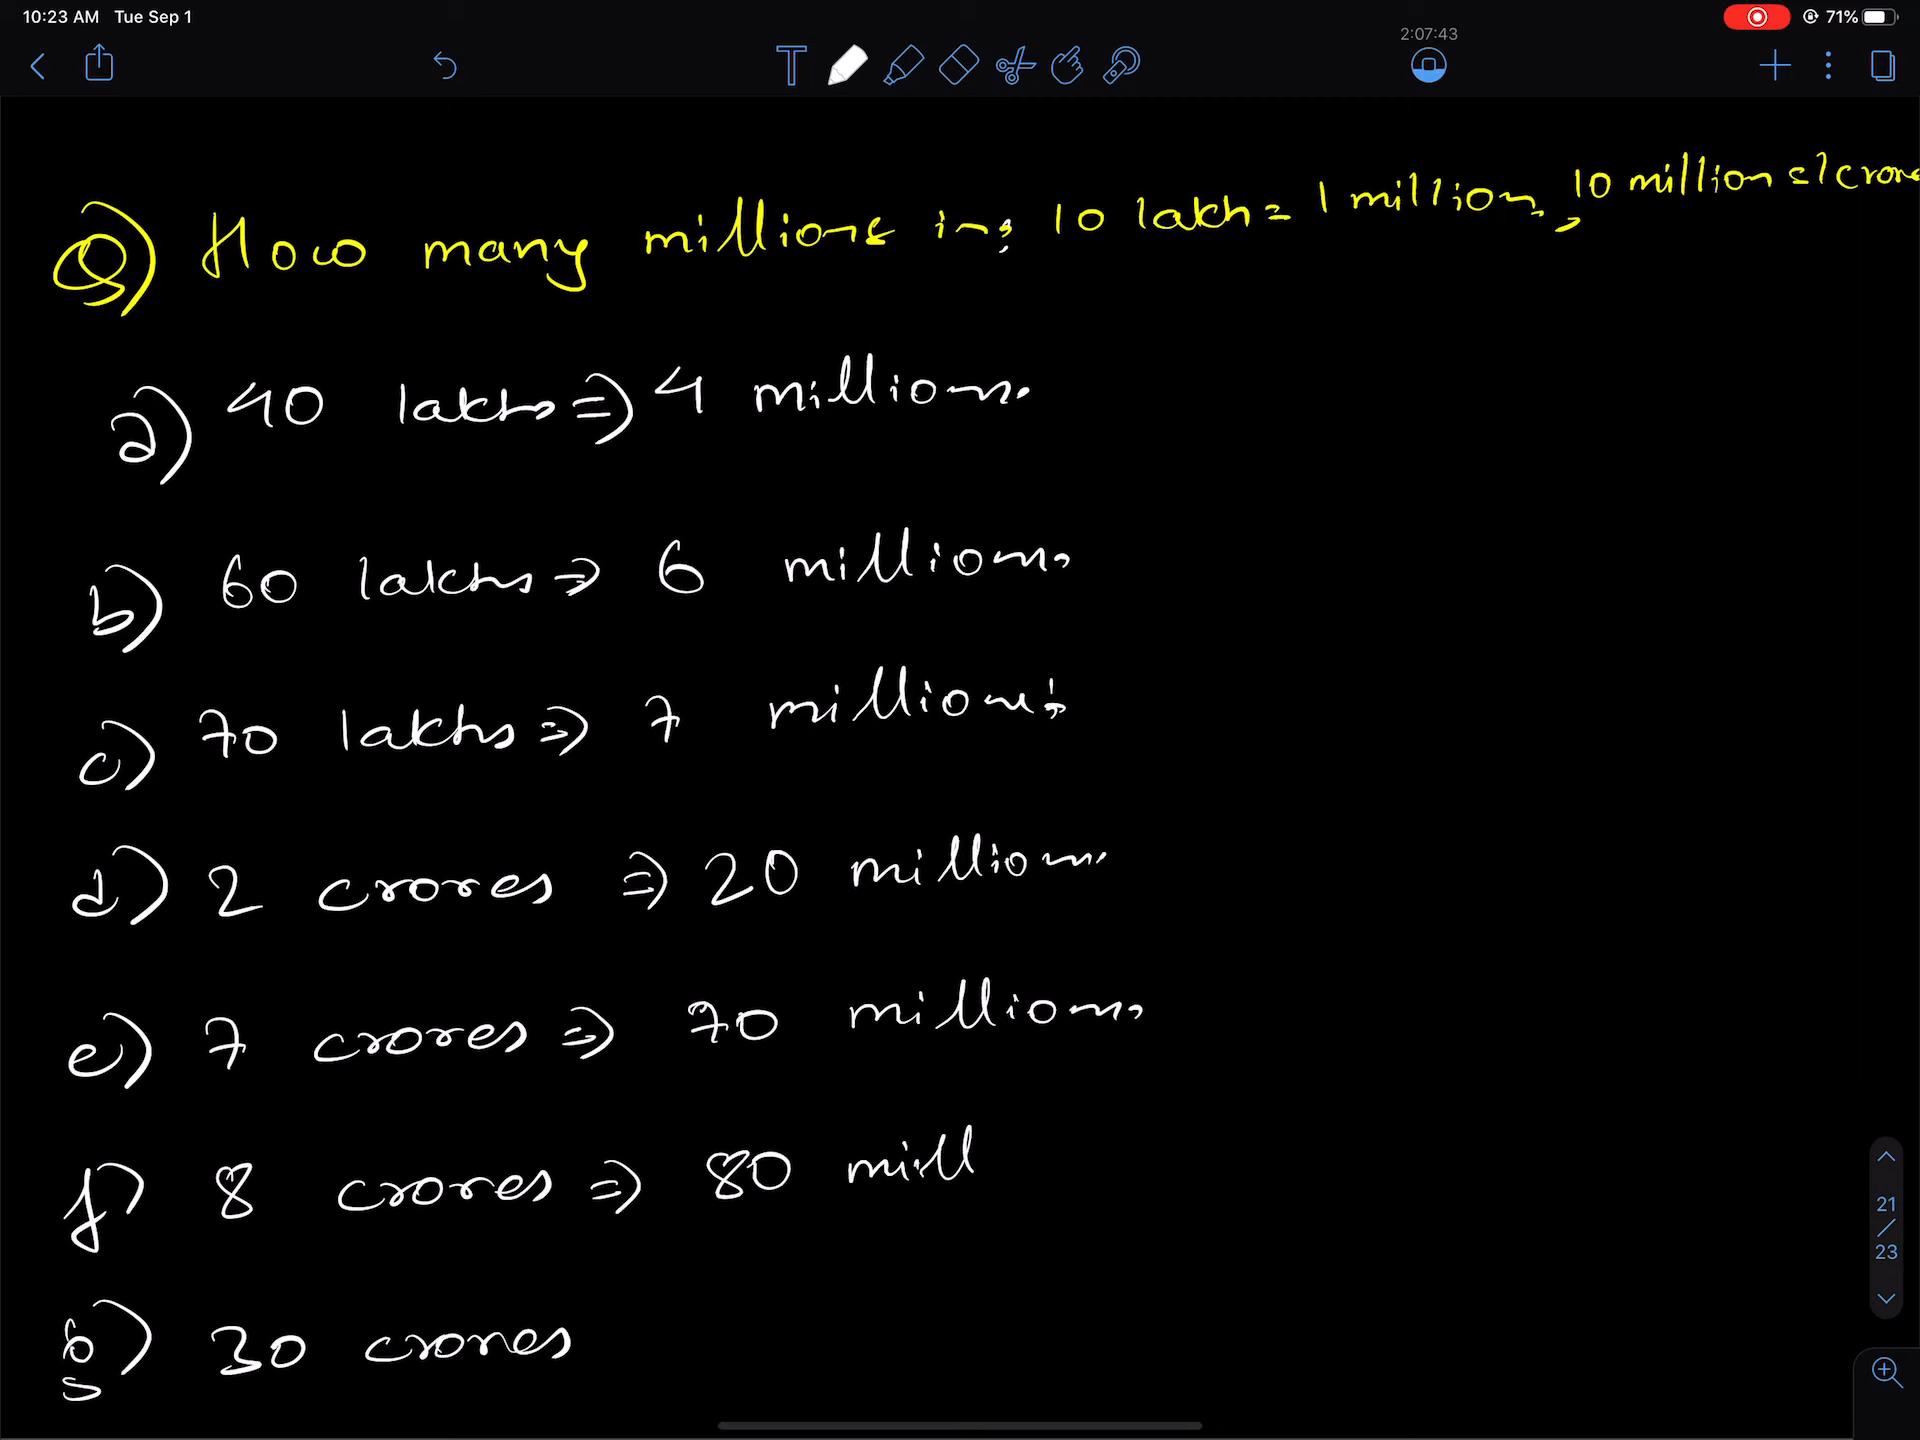 10:23 AM Tue Sep 1
71%
2:07:43
Q) How many millions in: 10 lakh = 1 million, 10 million = 1 crore
a) 40 lakhs => 4 millions.
b) 60 lakhs => 6 millions
c) 70 lakhs => 7 millions
d) 2 crores => 20 millions
e) 7 crores => 70 millions
f) 8 crores => 80 mill
g) 30 crores
21
/
23